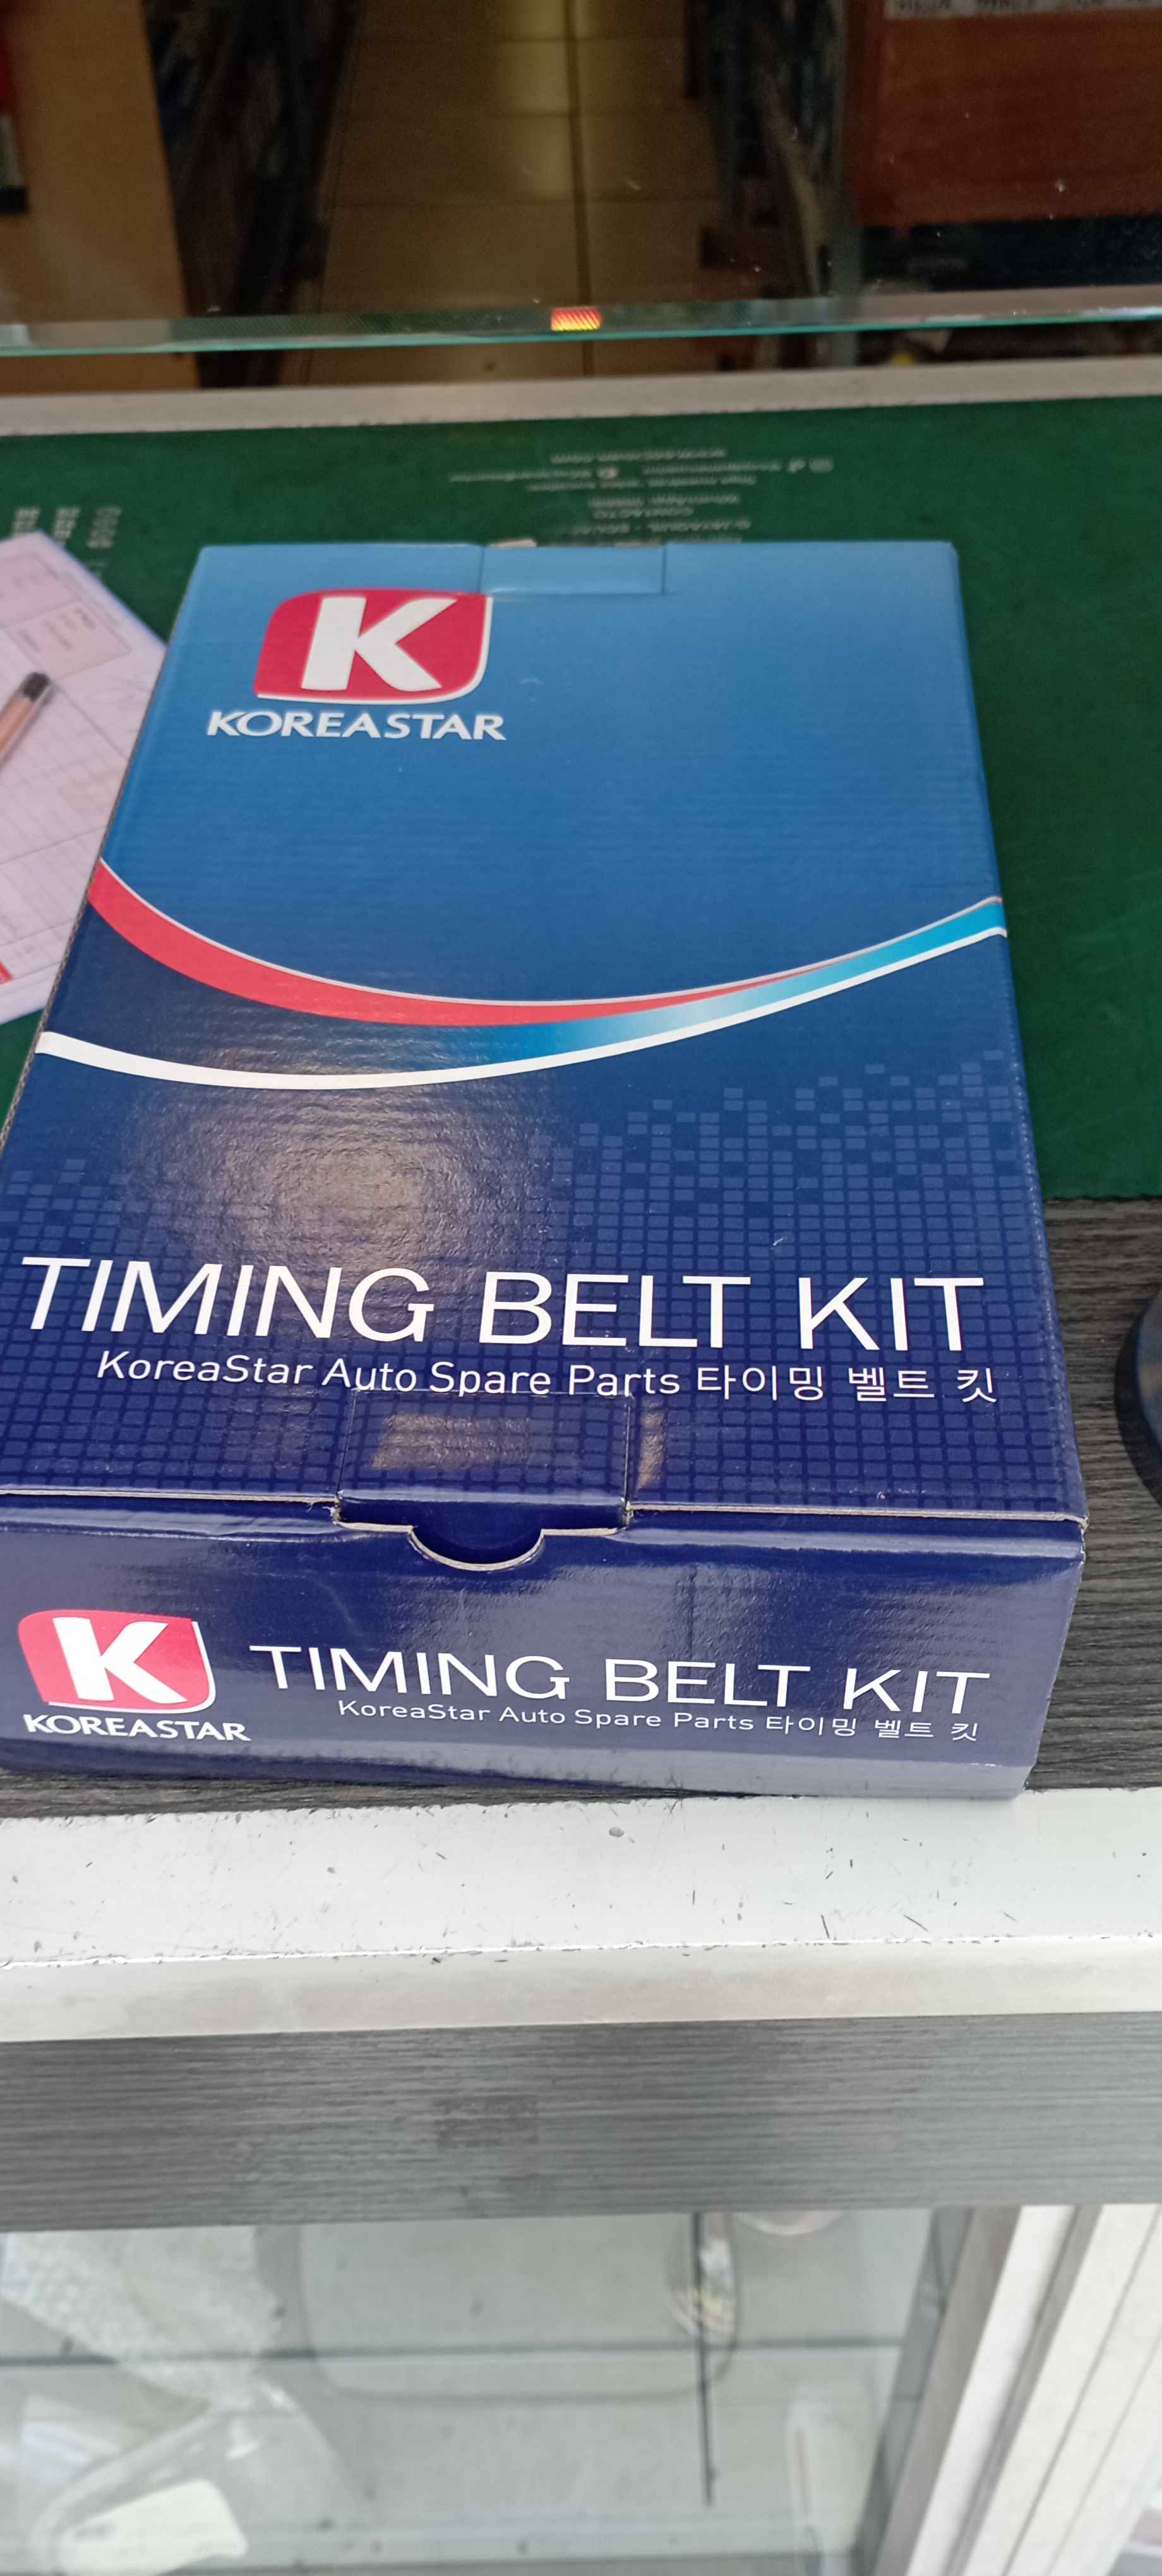 K
KOREASTAR
TIMING BELT KIT
KoreaStar Auto Spare Parts 타이밍 벨트 킷
K
KOREASTAR
TIMING BELT KIT
KoreaStar Auto Spare Parts 타이밍 벨트 킷